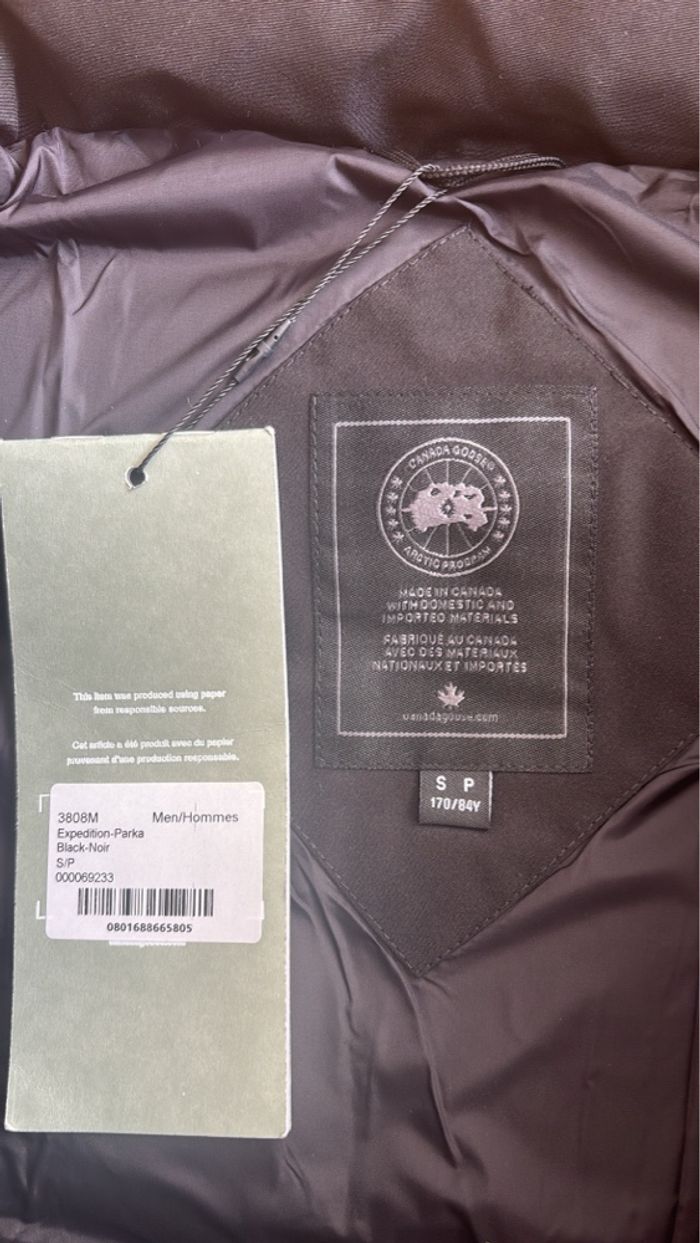 This item was produced using paper
from responsible sources.
Cet article a été produit avec du papier
provenant d'une production responsable.
3808M Men/Hommes
Expedition-Parka
Black-Noir
S/P
000069233
0801688665805
CANADA GOOSE®
ARCTIC PROGRAM
MADE IN CANADA
WITH DOMESTIC AND
IMPORTED MATERIALS
FABRIQUÉ AU CANADA
AVEC DES MATERIAUX
NATIONAUX ET IMPORTÉS
canadagoose.com
S P
170/84Y